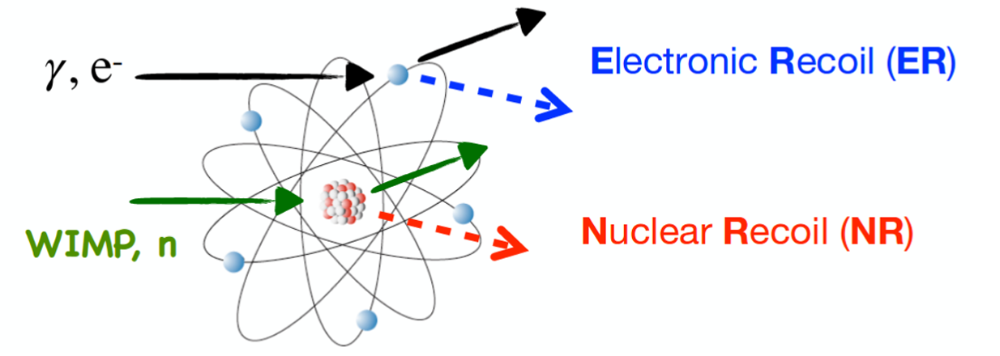 γ, e-
Electronic Recoil (ER)
WIMP, n
Nuclear Recoil (NR)